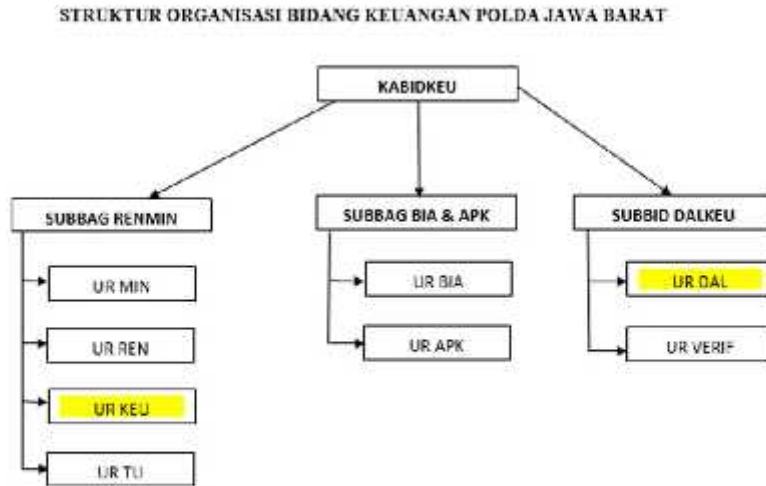 STRUKTUR ORGANISASI BIDANG KEUANGAN POLDA JAWA BARAT
KABIDKEU
SUBBAG RENMIN
SUBBAG BIA & APK
SUBBID DALKEU
UR MIN
UR BIA
UR DAL
UR REN
UR APK
UR VERIF
UR KEU
UR TU